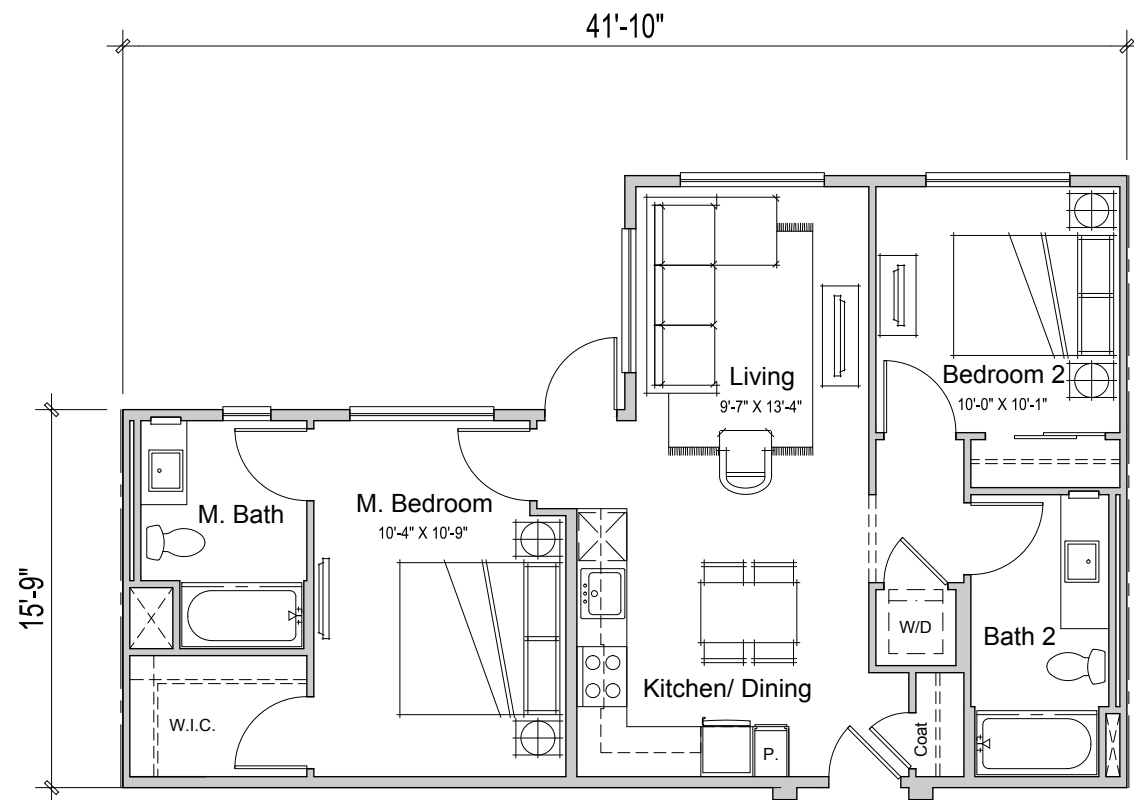 41'-10"
Living
9'-7" X 13'-4"
Bedroom 2
10'-0" X 10'-1"
M. Bath
M. Bedroom
10'-4" X 10'-9"
15'-9"
W/D
Bath 2
Kitchen/ Dining
W.I.C.
Coat
P.